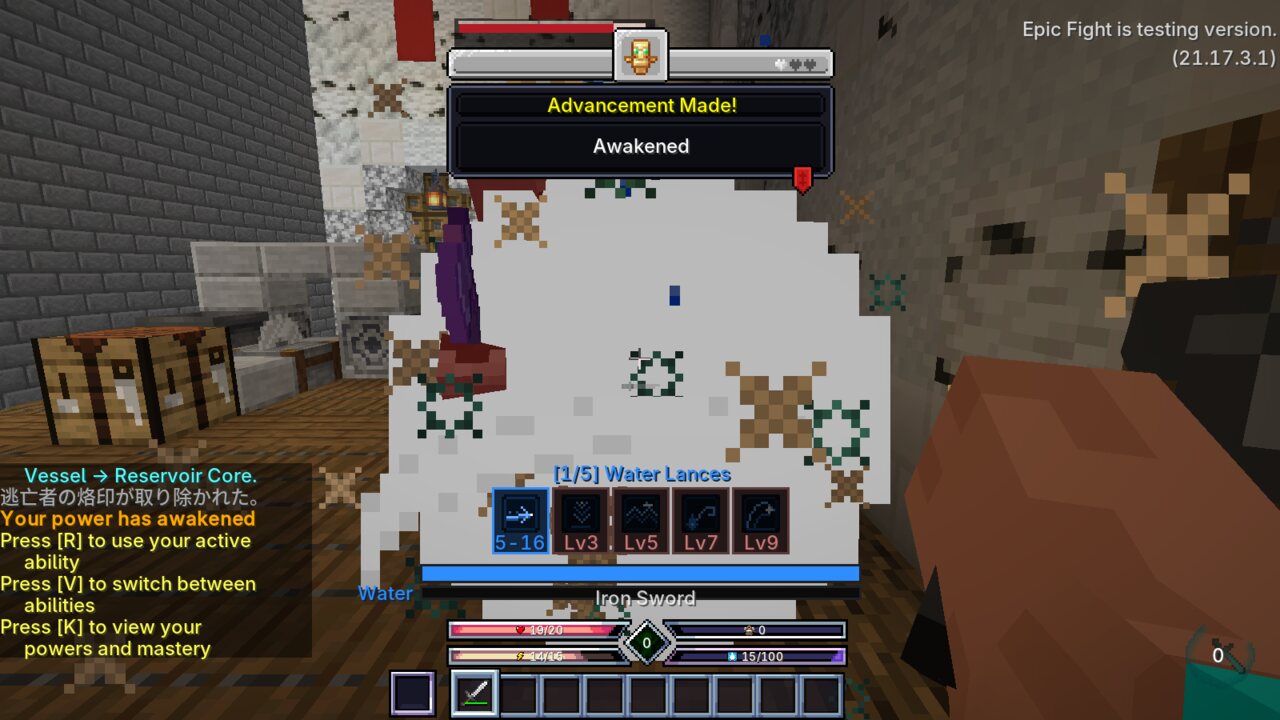 Epic Fight is testing version.
(21.17.3.1)
Advancement Made!
Awakened
Vessel → Reservoir Core.
逃亡者の烙印が取り除かれた。
Your power has awakened
Press [R] to use your active
ability
Press [V] to switch between
abilities
Press [K] to view your
powers and mastery
[1/5] Water Lances
5-16 Lv3 Lv5 Lv7 Lv9
Water
Iron Sword
19/20 0 0
14/16 15/100
0